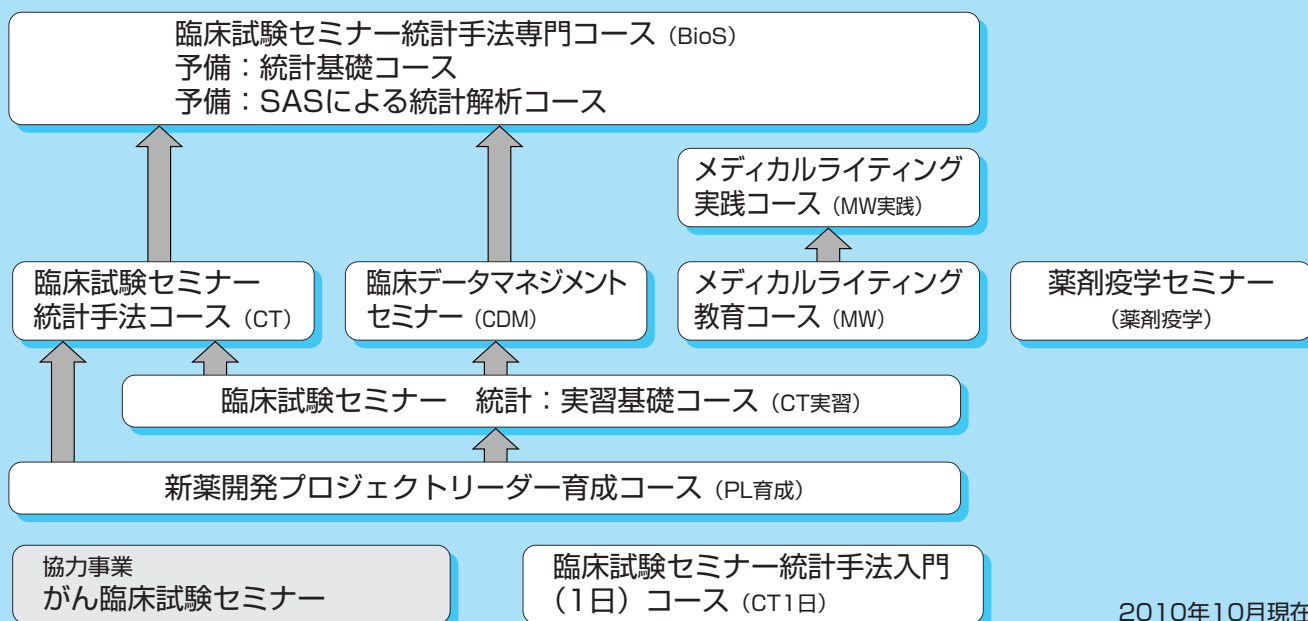 臨床試験セミナー統計手法専門コース（BioS）
予備：統計基礎コース
予備：SASによる統計解析コース
メディカルライティング
実践コース（MW実践）
臨床試験セミナー
統計手法コース（CT）
臨床データマネジメント
セミナー（CDM）
メディカルライティング
教育コース（MW）
薬剤疫学セミナー
（薬剤疫学）
臨床試験セミナー　統計：実習基礎コース（CT実習）
新薬開発プロジェクトリーダー育成コース（PL育成）
協力事業
がん臨床試験セミナー
臨床試験セミナー統計手法入門
（1日）コース（CT1日）
2010年10月現在